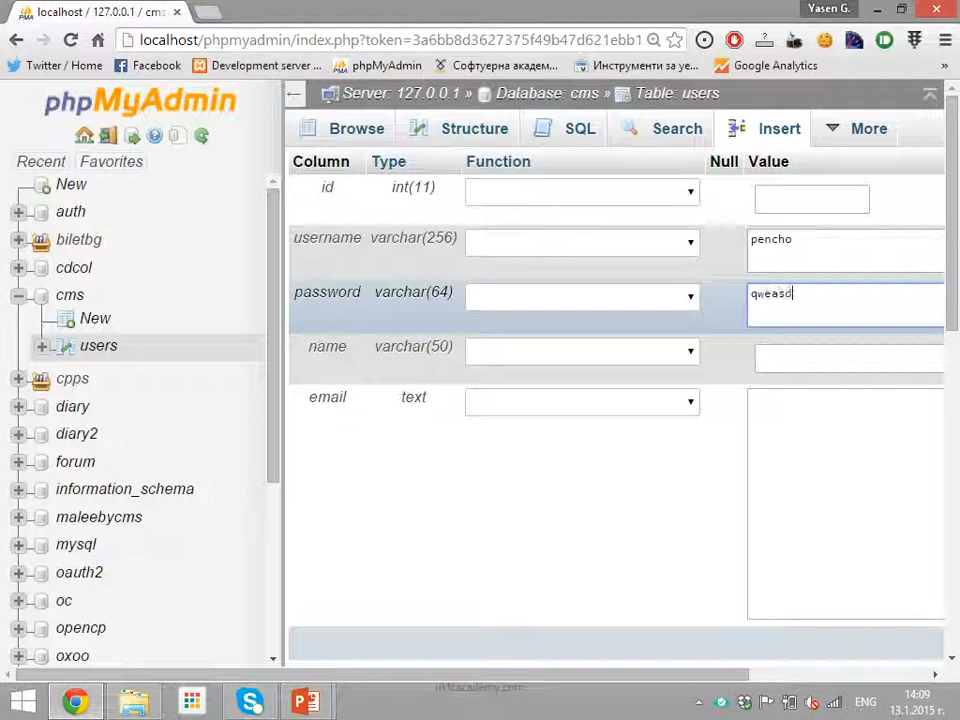 localhost / 127.0.0.1 / cms
Yasen G.
localhost/phpmyadmin/index.php?token=3a6bb8d3627375f49b47d621ebb1
Twitter / Home
Facebook
Development server ...
phpMyAdmin
Софтуерна академ...
Инструменти за уе...
Google Analytics
»
phpMyAdmin
Recent
Favorites
New
auth
biletbg
cdcol
cms
New
users
cpps
diary
diary2
forum
information_schema
maleebycms
mysql
oauth2
oc
opencp
oxoo
Server: 127.0.0.1 » Database: cms » Table: users
Browse
Structure
SQL
Search
Insert
More
Column Type Function Null Value
id int(11)
username varchar(256) pencho
password varchar(64) qweasd
name varchar(50)
email text
ENG
14:09
13.1.2015 г.